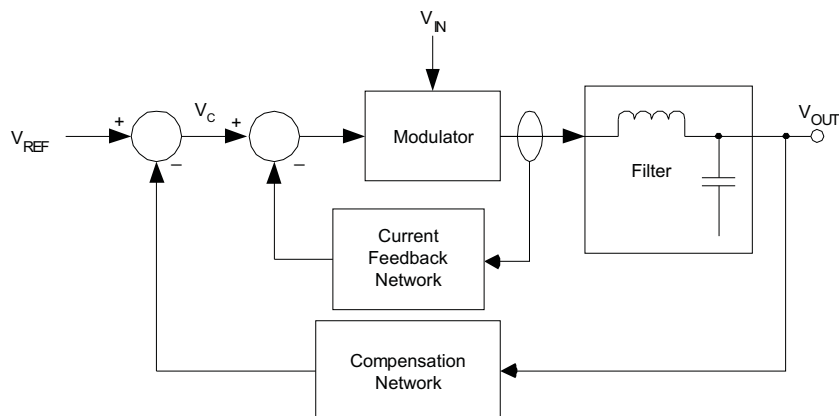 V_IN
V_REF
+
−
V_C
+
−
Modulator
Filter
V_OUT
Current
Feedback
Network
Compensation
Network